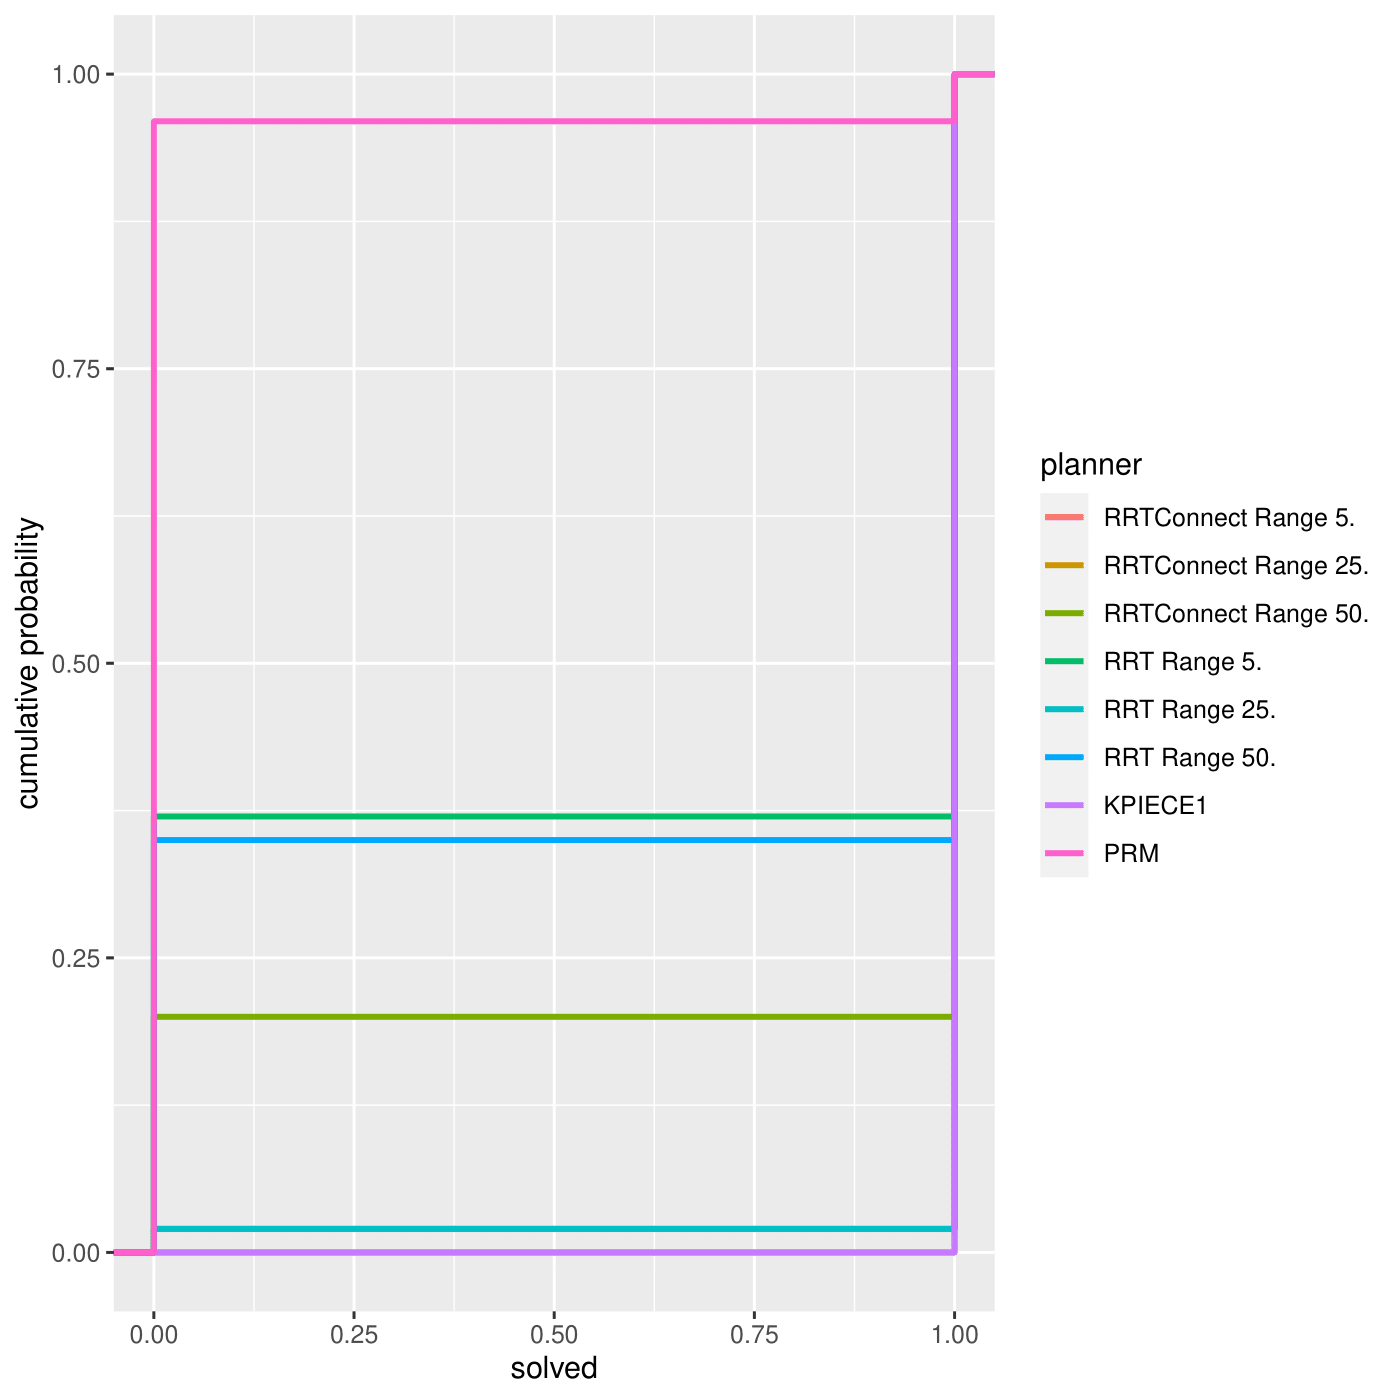 1.00
0.75
0.50
0.25
0.00
cumulative probability
0.00 0.25 0.50 0.75 1.00
solved
planner
RRTConnect Range 5.
RRTConnect Range 25.
RRTConnect Range 50.
RRT Range 5.
RRT Range 25.
RRT Range 50.
KPIECE1
PRM